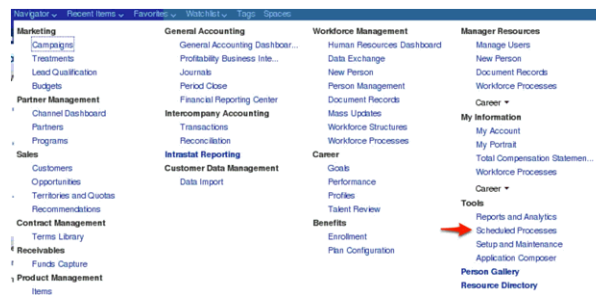 Navigator Recent Items Favorites Watchlist Tags Spaces
Marketing
Campaigns
Treatments
Lead Qualification
Budgets
Partner Management
Channel Dashboard
Partners
Programs
Sales
Customers
Opportunities
Territories and Quotas
Recommendations
Contract Management
Terms Library
Receivables
Funds Capture
Product Management
Items
General Accounting
General Accounting Dashboar...
Profitability Business Inte...
Journals
Period Close
Financial Reporting Center
Intercompany Accounting
Transactions
Reconciliation
Intrastat Reporting
Customer Data Management
Data Import
Workforce Management
Human Resources Dashboard
Data Exchange
New Person
Person Management
Document Records
Mass Updates
Workforce Structures
Workforce Processes
Career
Goals
Performance
Profiles
Talent Review
Benefits
Enrollment
Plan Configuration
Manager Resources
Manage Users
New Person
Document Records
Workforce Processes
Career
My Information
My Account
My Portrait
Total Compensation Statemen...
Workforce Processes
Career
Tools
Reports and Analytics
Scheduled Processes
Setup and Maintenance
Application Composer
Person Gallery
Resource Directory